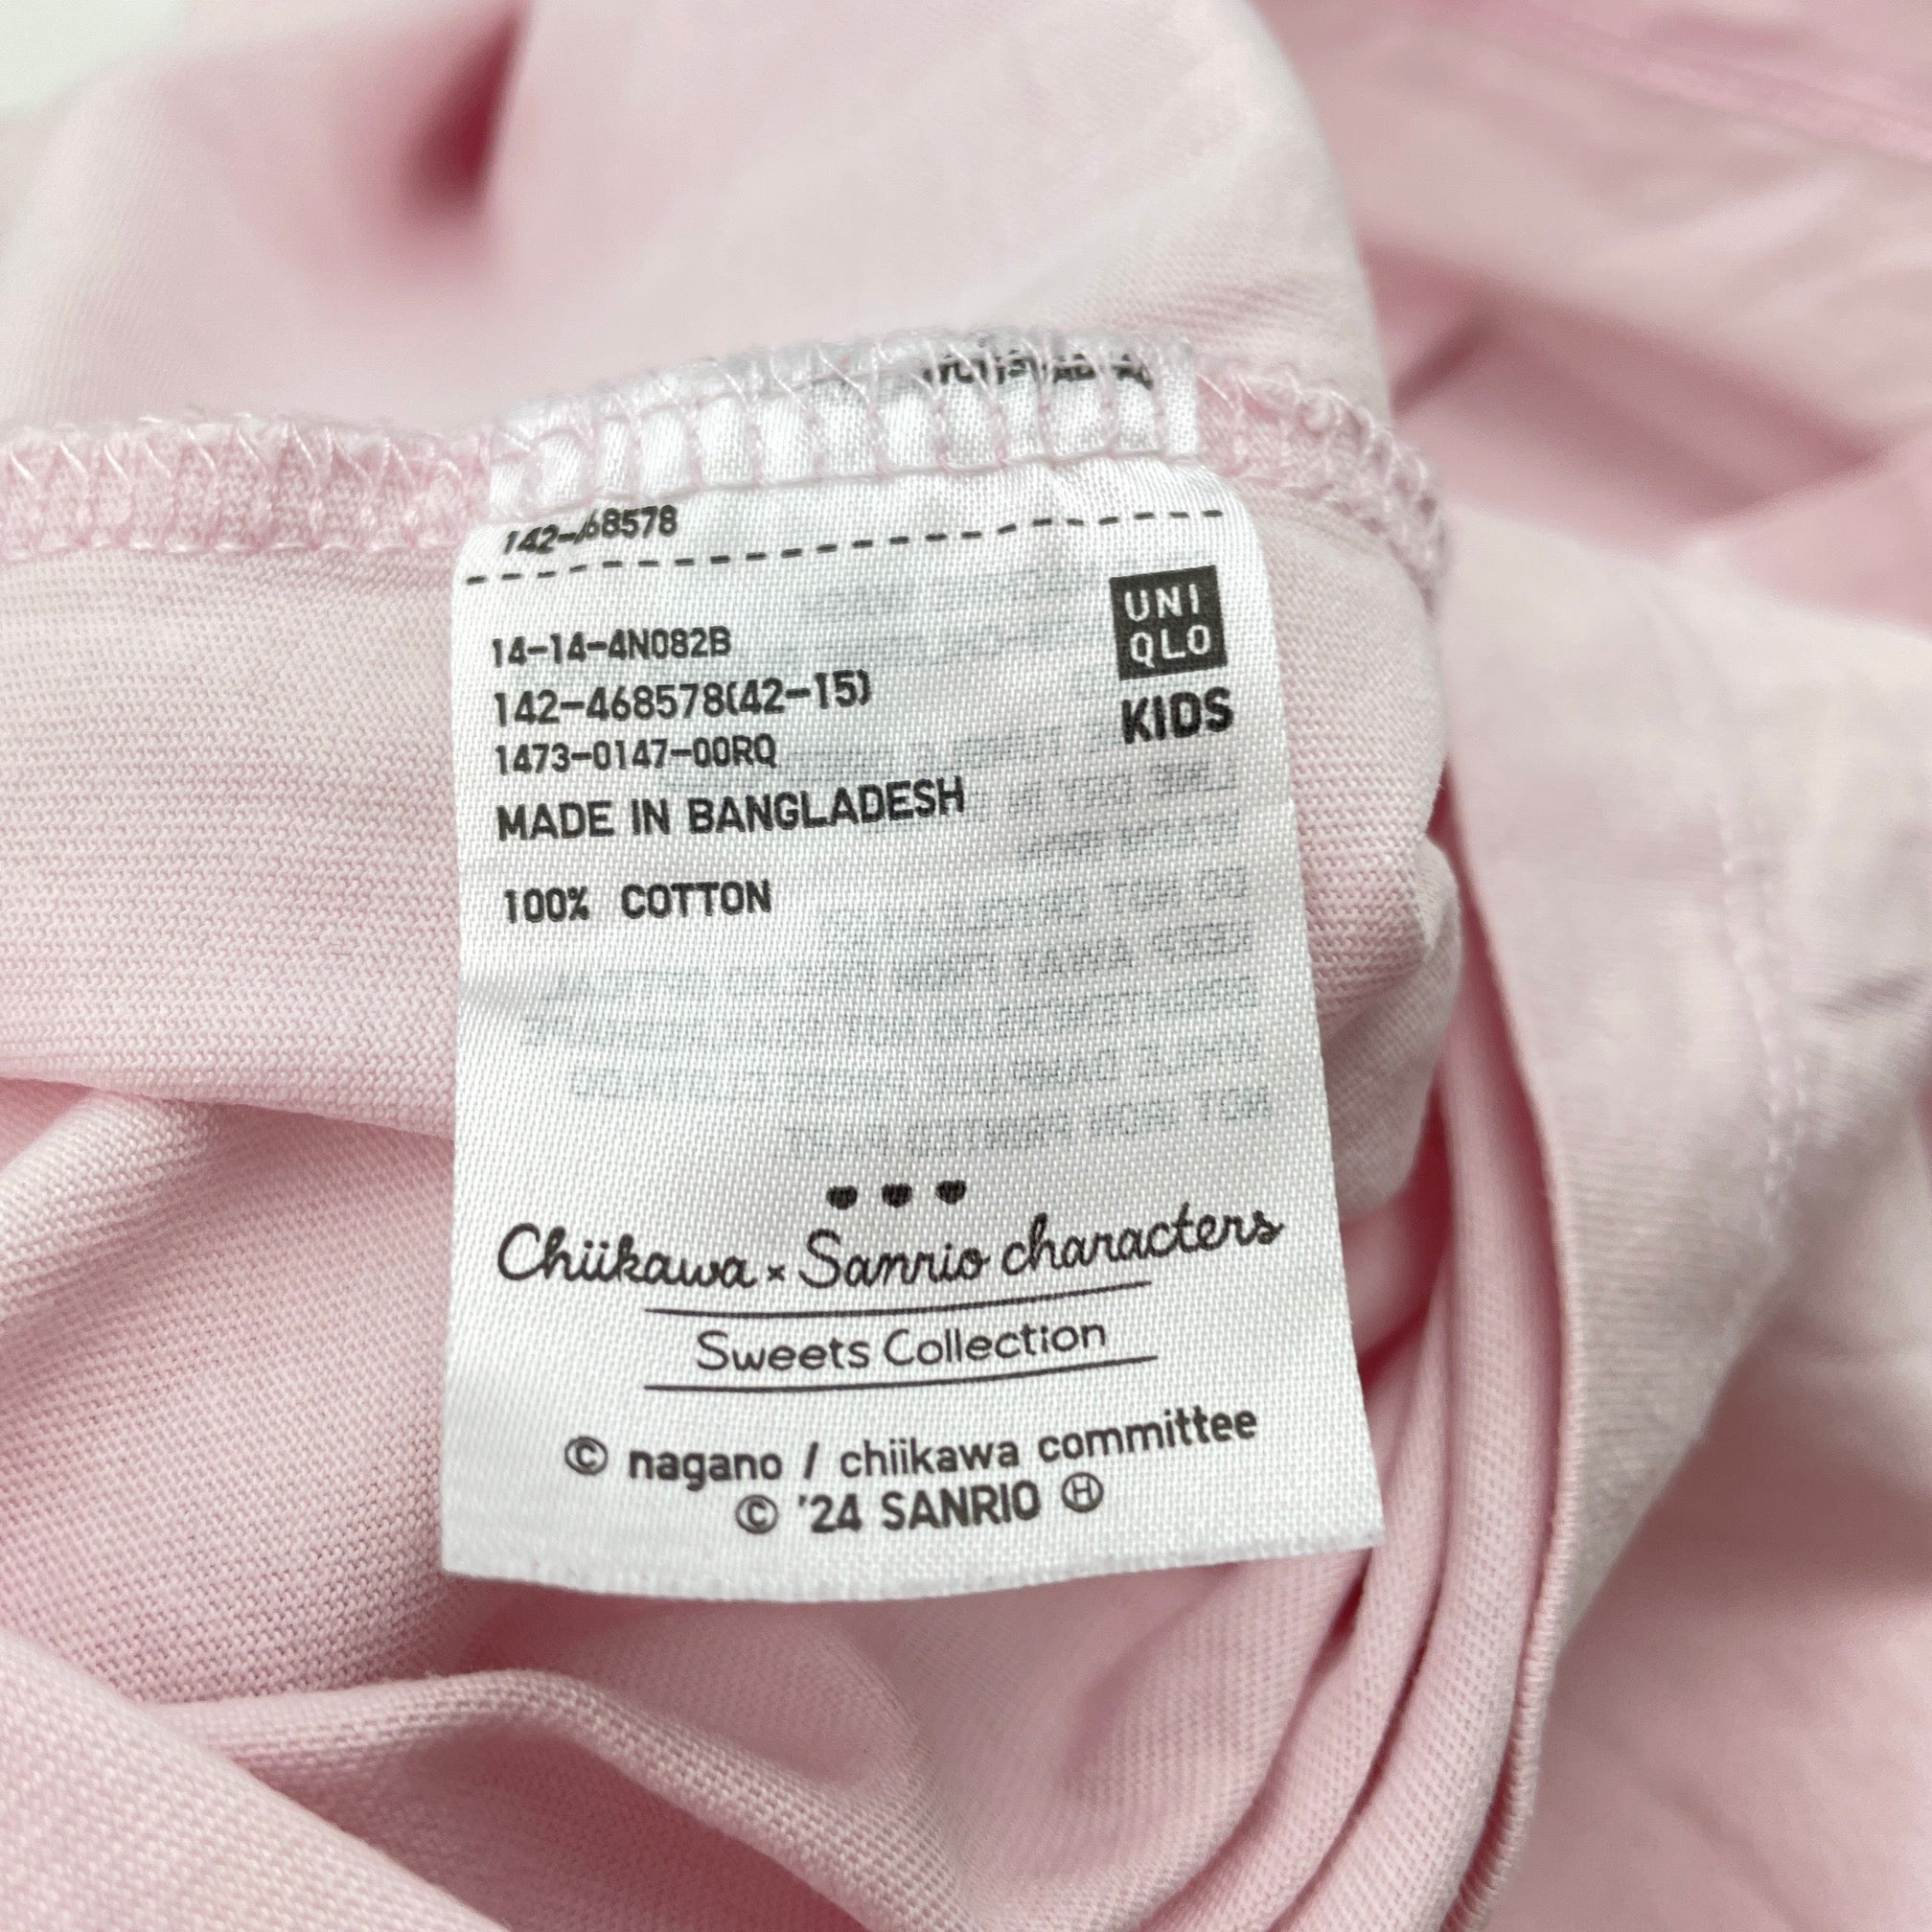 142-468578
UNI
QLO
KIDS
14-14-4N082B
142-468578(42-15)
1473-0147-00RQ
MADE IN BANGLADESH
100% COTTON
Chiikawa × Sanrio characters
Sweets Collection
© nagano / chiikawa committee
© '24 SANRIO Ⓗ